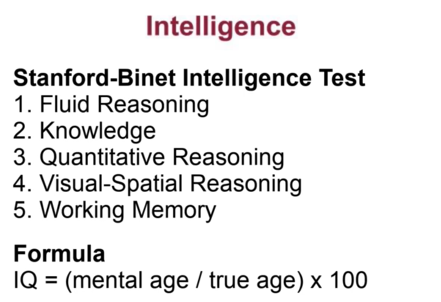 Intelligence
Stanford-Binet Intelligence Test
1. Fluid Reasoning
2. Knowledge
3. Quantitative Reasoning
4. Visual-Spatial Reasoning
5. Working Memory
Formula
IQ = (mental age / true age) x 100